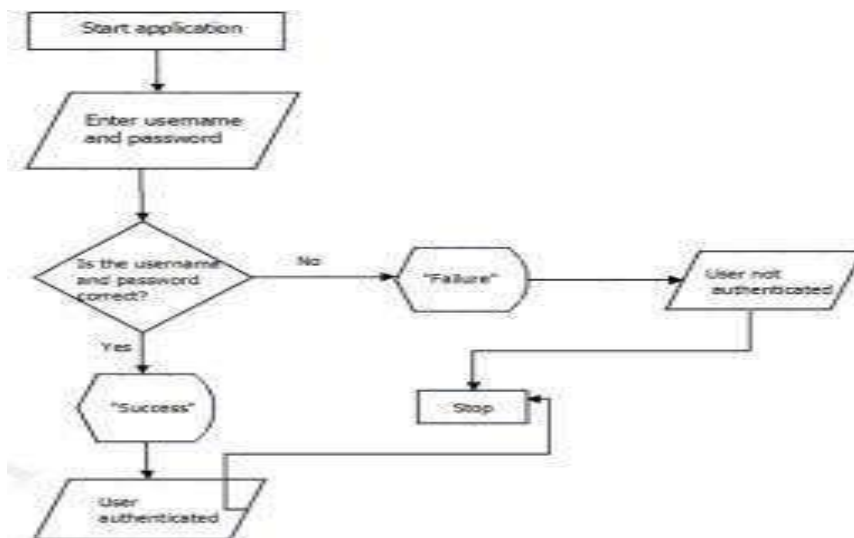 Start application
Enter username
and password
Is the username
and password
correct?
No
"Failure"
User not
authenticated
Yes
"Success"
Stop
User
authenticated